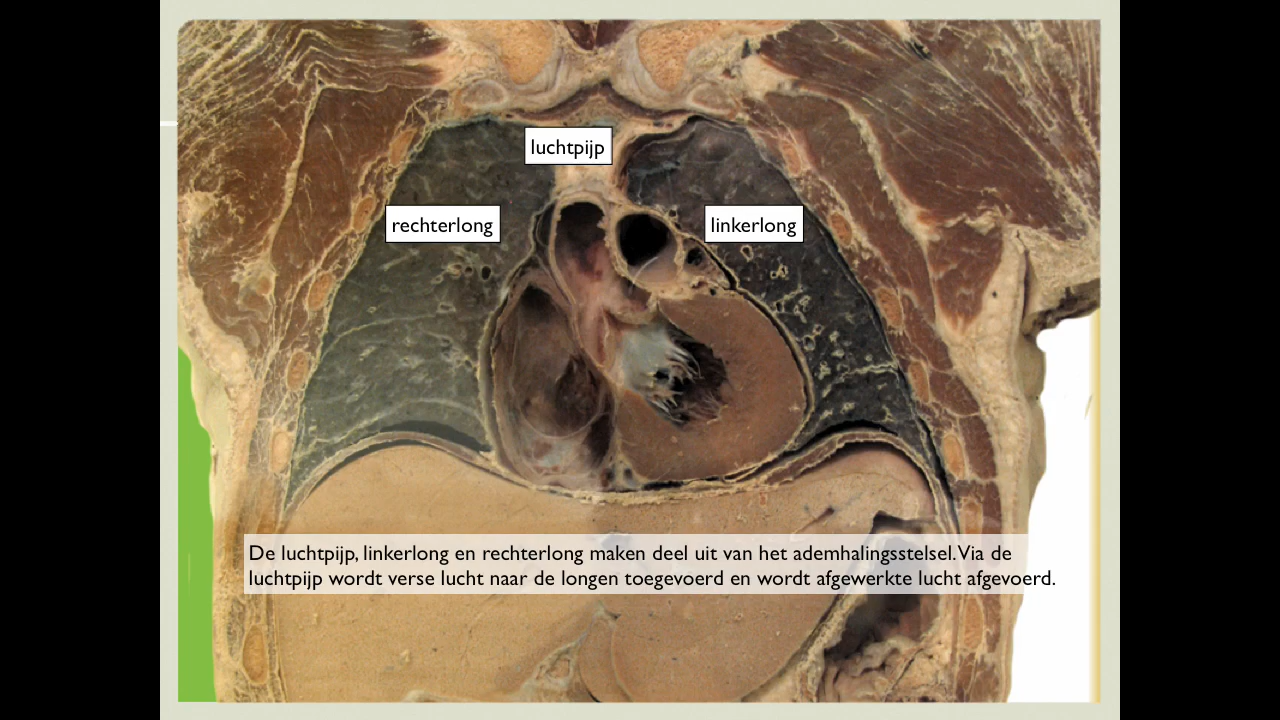 luchtpijp
rechterlong
linkerlong
De luchtpijp, linkerlong en rechterlong maken deel uit van het ademhalingsstelsel. Via de
luchtpijp wordt verse lucht naar de longen toegevoerd en wordt afgewerkte lucht afgevoerd.